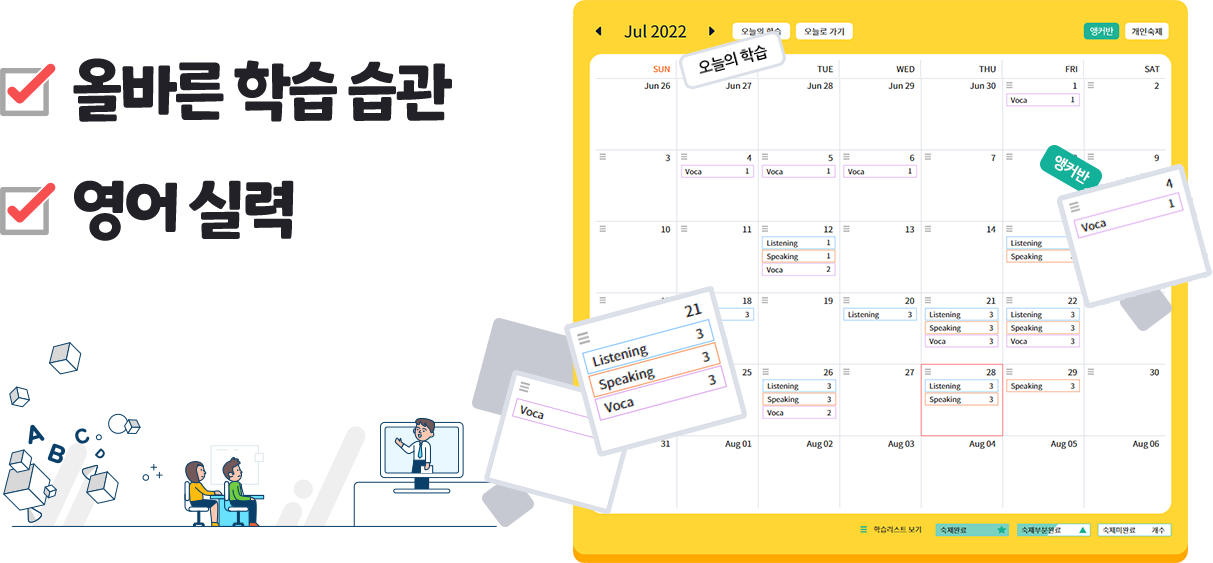 올바른 학습 습관
영어 실력
A
B
C
D
Jul 2022
오늘의 학습
오늘로 가기
앵커반
개인숙제
오늘의 학습
SUN TUE WED THU FRI SAT
Jun 26 Jun 27 Jun 28 Jun 29 Jun 30 1 2
Voca 1
3 4 5 6 7 9
Voca 1 Voca 1 Voca 1
앵커반
4
Voca 1
10 11 12 13 14
Listening 1 Listening
Speaking 1 Speaking
Voca 2
18 19 20 21 22
3 Listening 3 Listening 3 Listening 3
Speaking 3 Speaking 3
Voca 3 Voca 3
21
Listening 3
Speaking 3
Voca 3
Voca
25 26 27 28 29 30
Listening 3 Listening 3 Speaking 3
Speaking 3 Speaking 3
Voca 2
31 Aug 01 Aug 02 Aug 03 Aug 04 Aug 05 Aug 06
학습리스트 보기 숙제완료 숙제부분완료 숙제미완료 개수